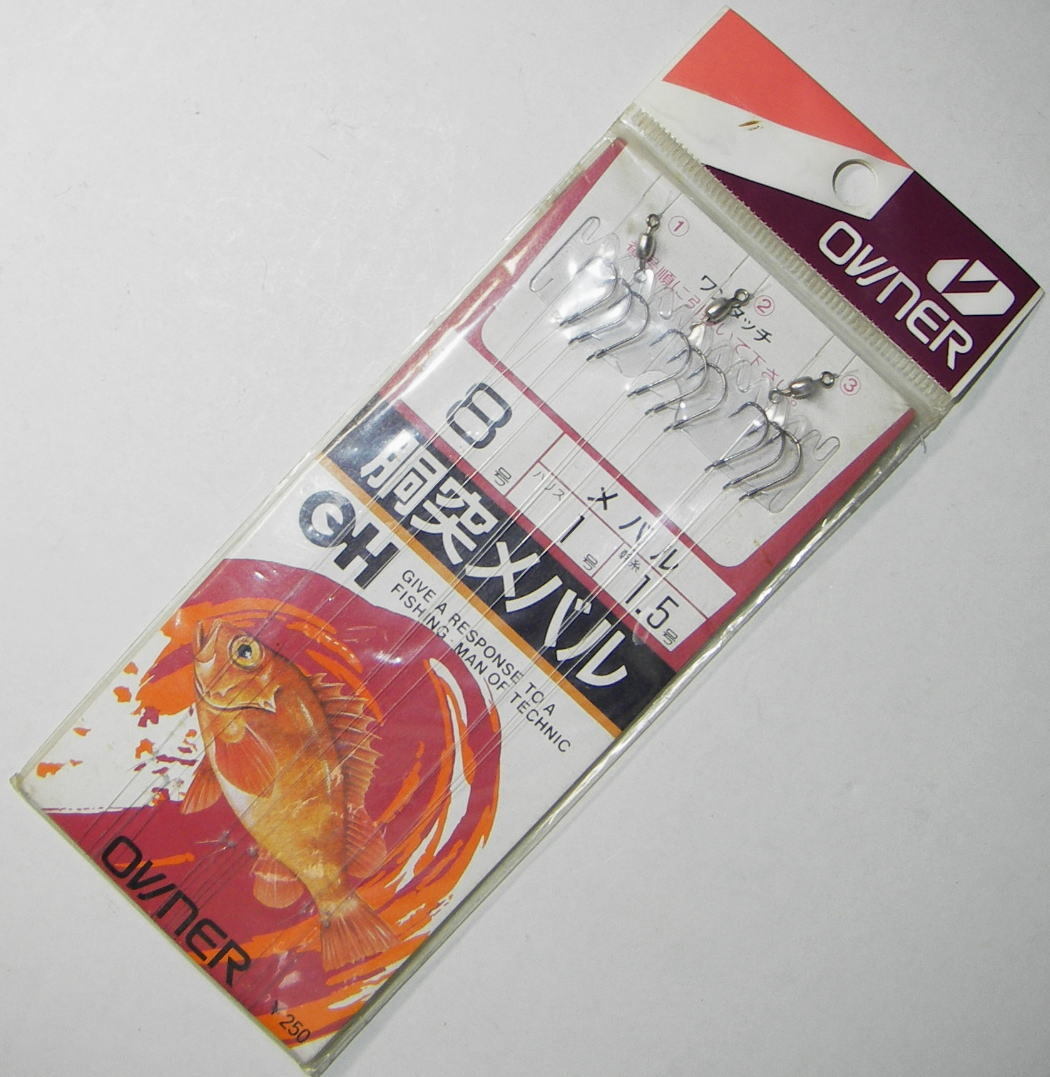 OWNER
①
②
③
ワンタッチ
8号
メバル
ハリス
1号
幹糸
1.5号
胴突メバル
GIVE A RESPONSE TO A
FISHING-MAN OF TECHNIC
OWNER
¥250